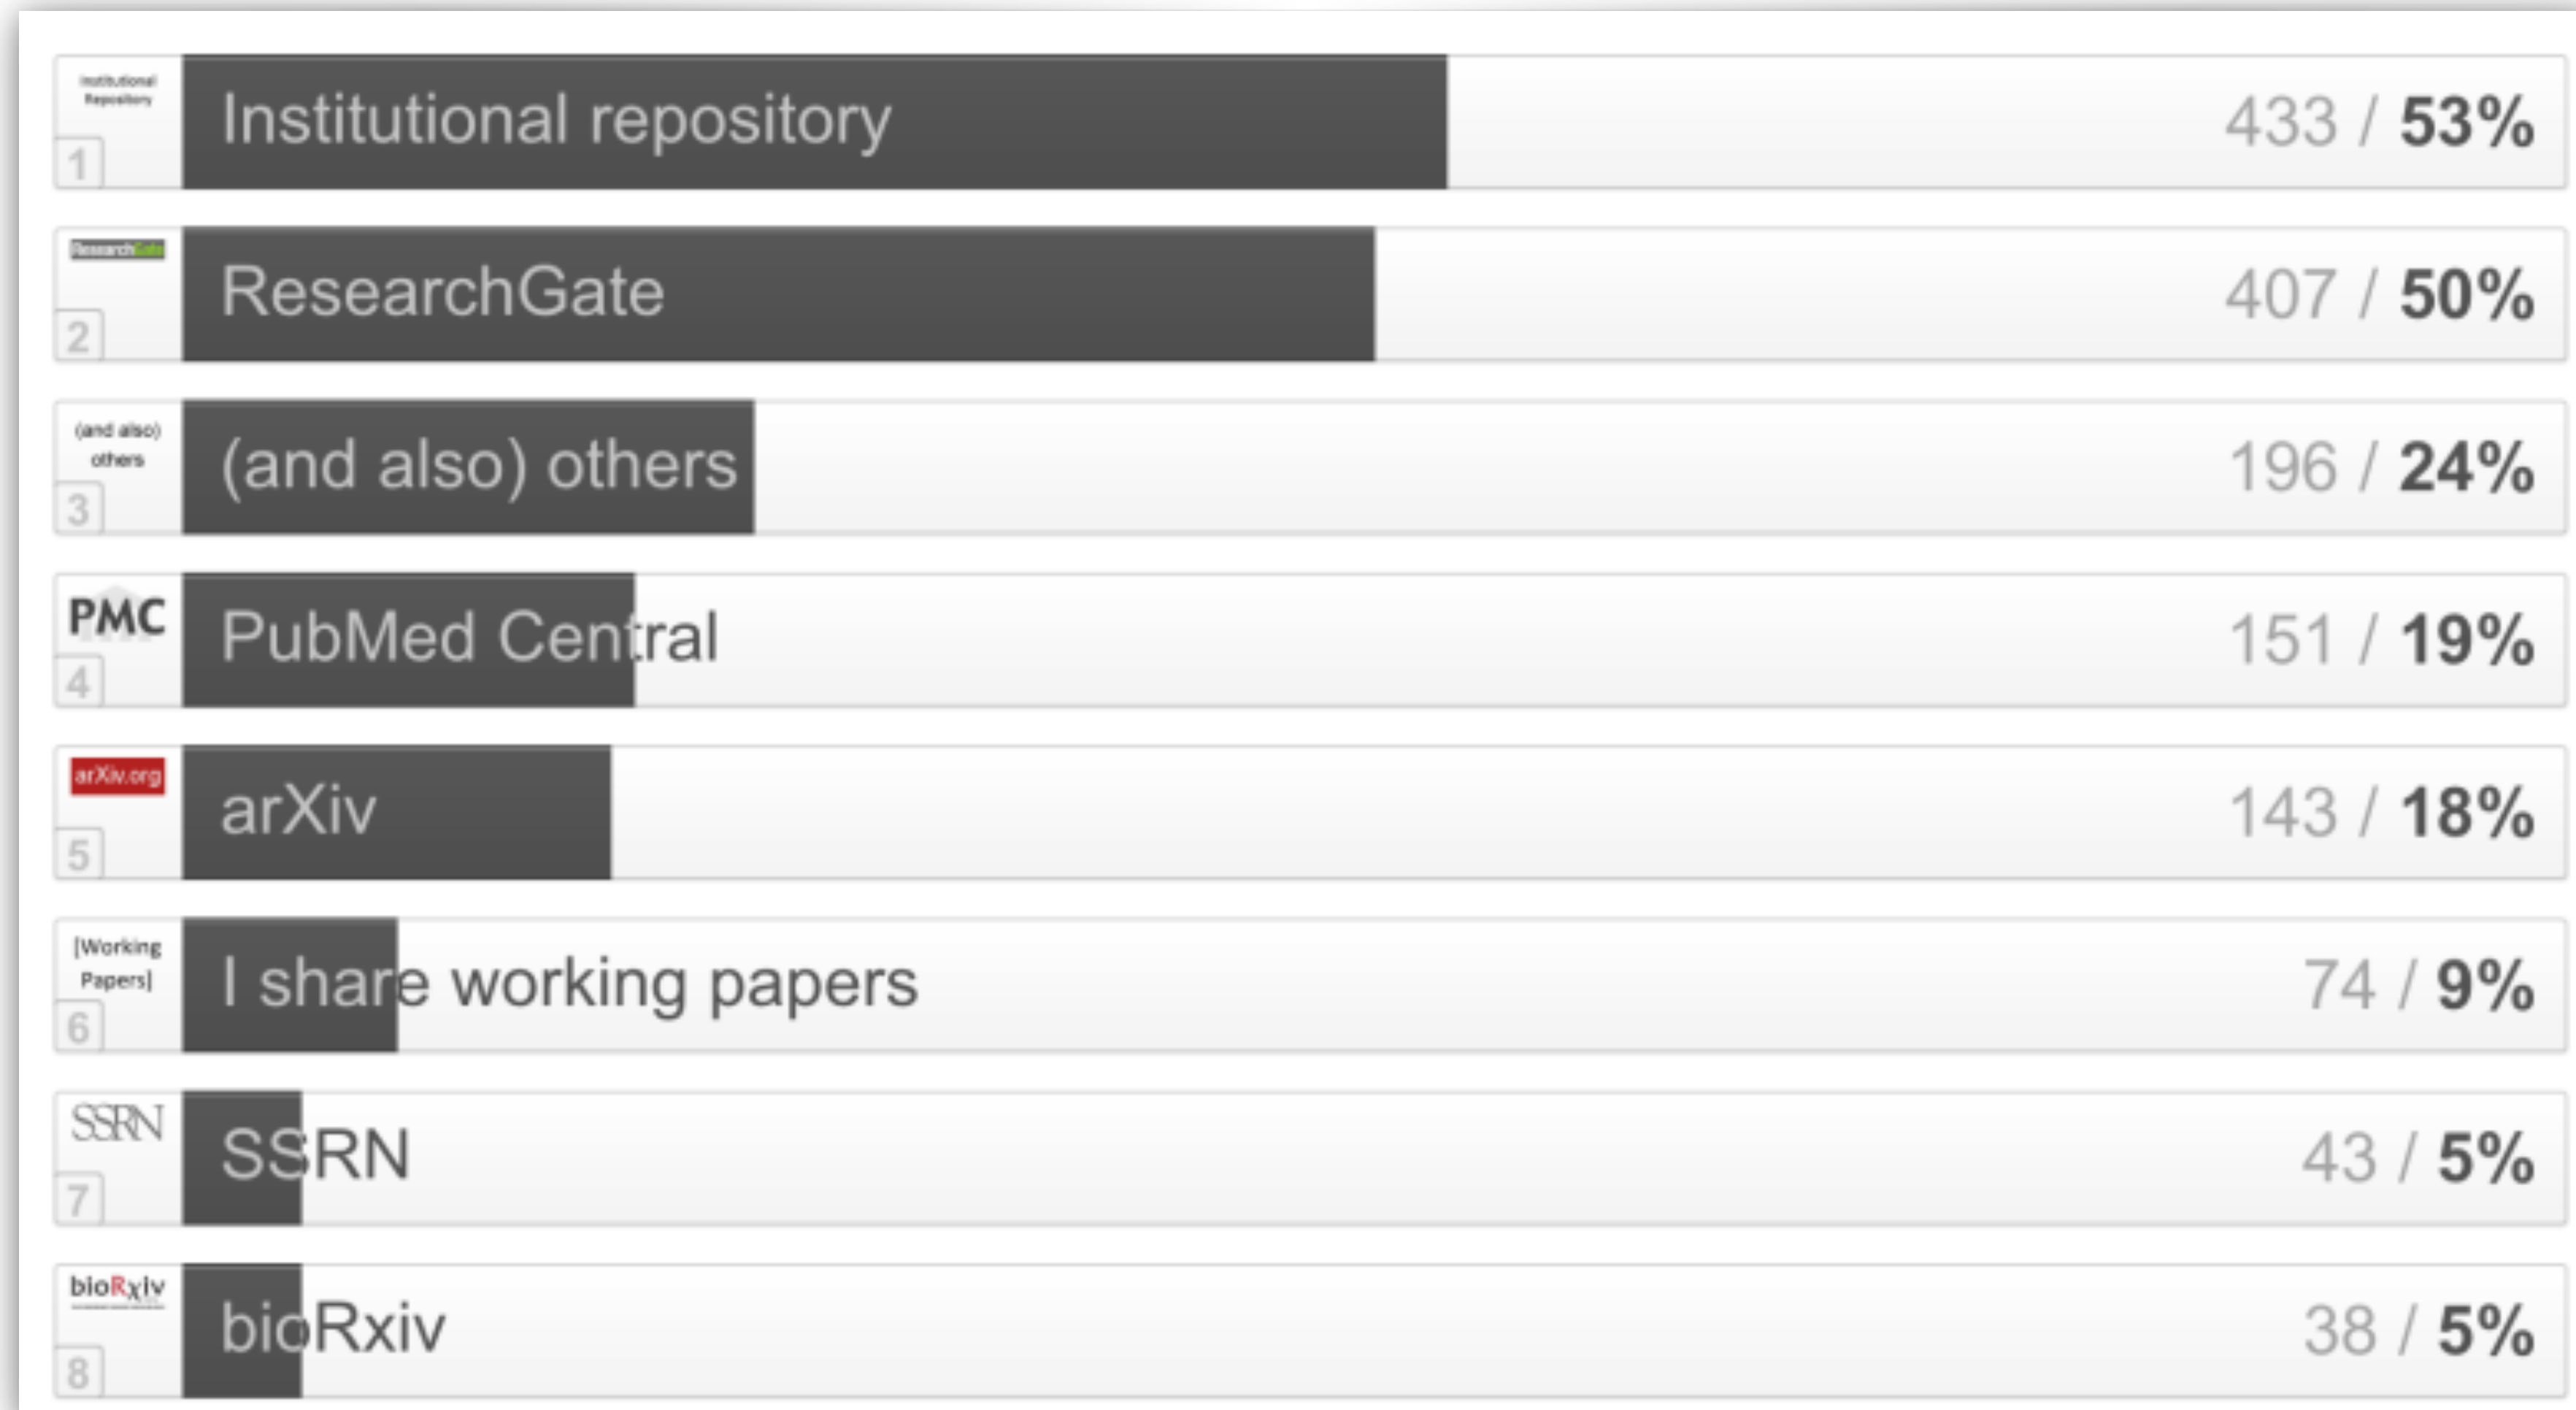 Institutional
Repository
1
Institutional repository
433 / 53%
ResearchGate
2
ResearchGate
407 / 50%
(and also)
others
3
(and also) others
196 / 24%
PMC
4
PubMed Central
151 / 19%
arXiv.org
5
arXiv
143 / 18%
[Working
Papers]
6
I share working papers
74 / 9%
SSRN
7
SSRN
43 / 5%
bioRxiv
8
bioRxiv
38 / 5%